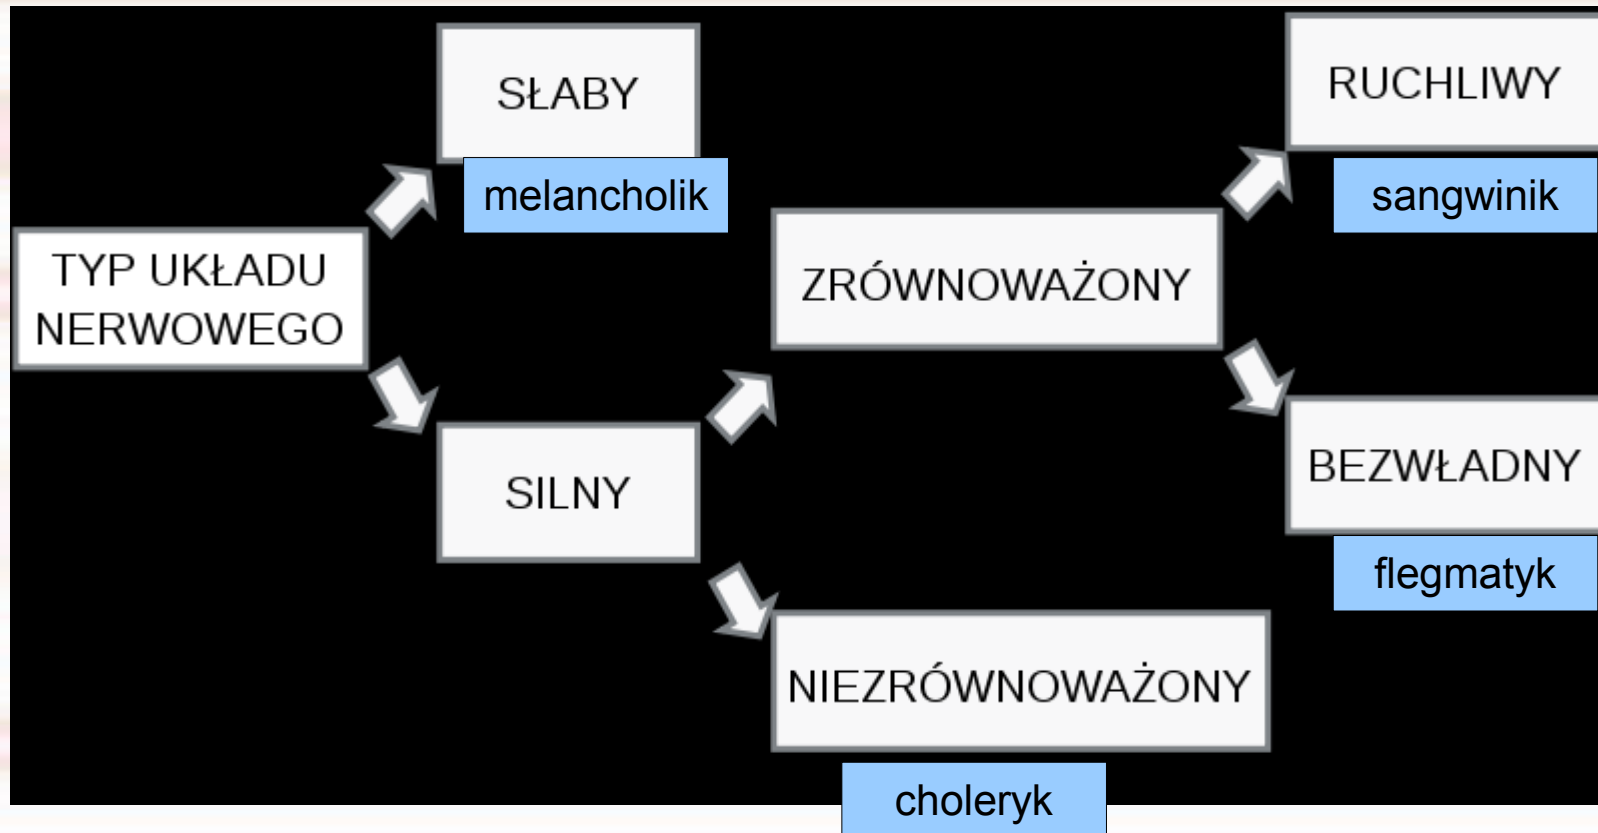 SŁABY
melancholik
RUCHLIWY
sangwinik
TYP UKŁADU
NERWOWEGO
ZRÓWNOWAŻONY
SILNY
BEZWŁADNY
flegmatyk
NIEZRÓWNOWAŻONY
choleryk